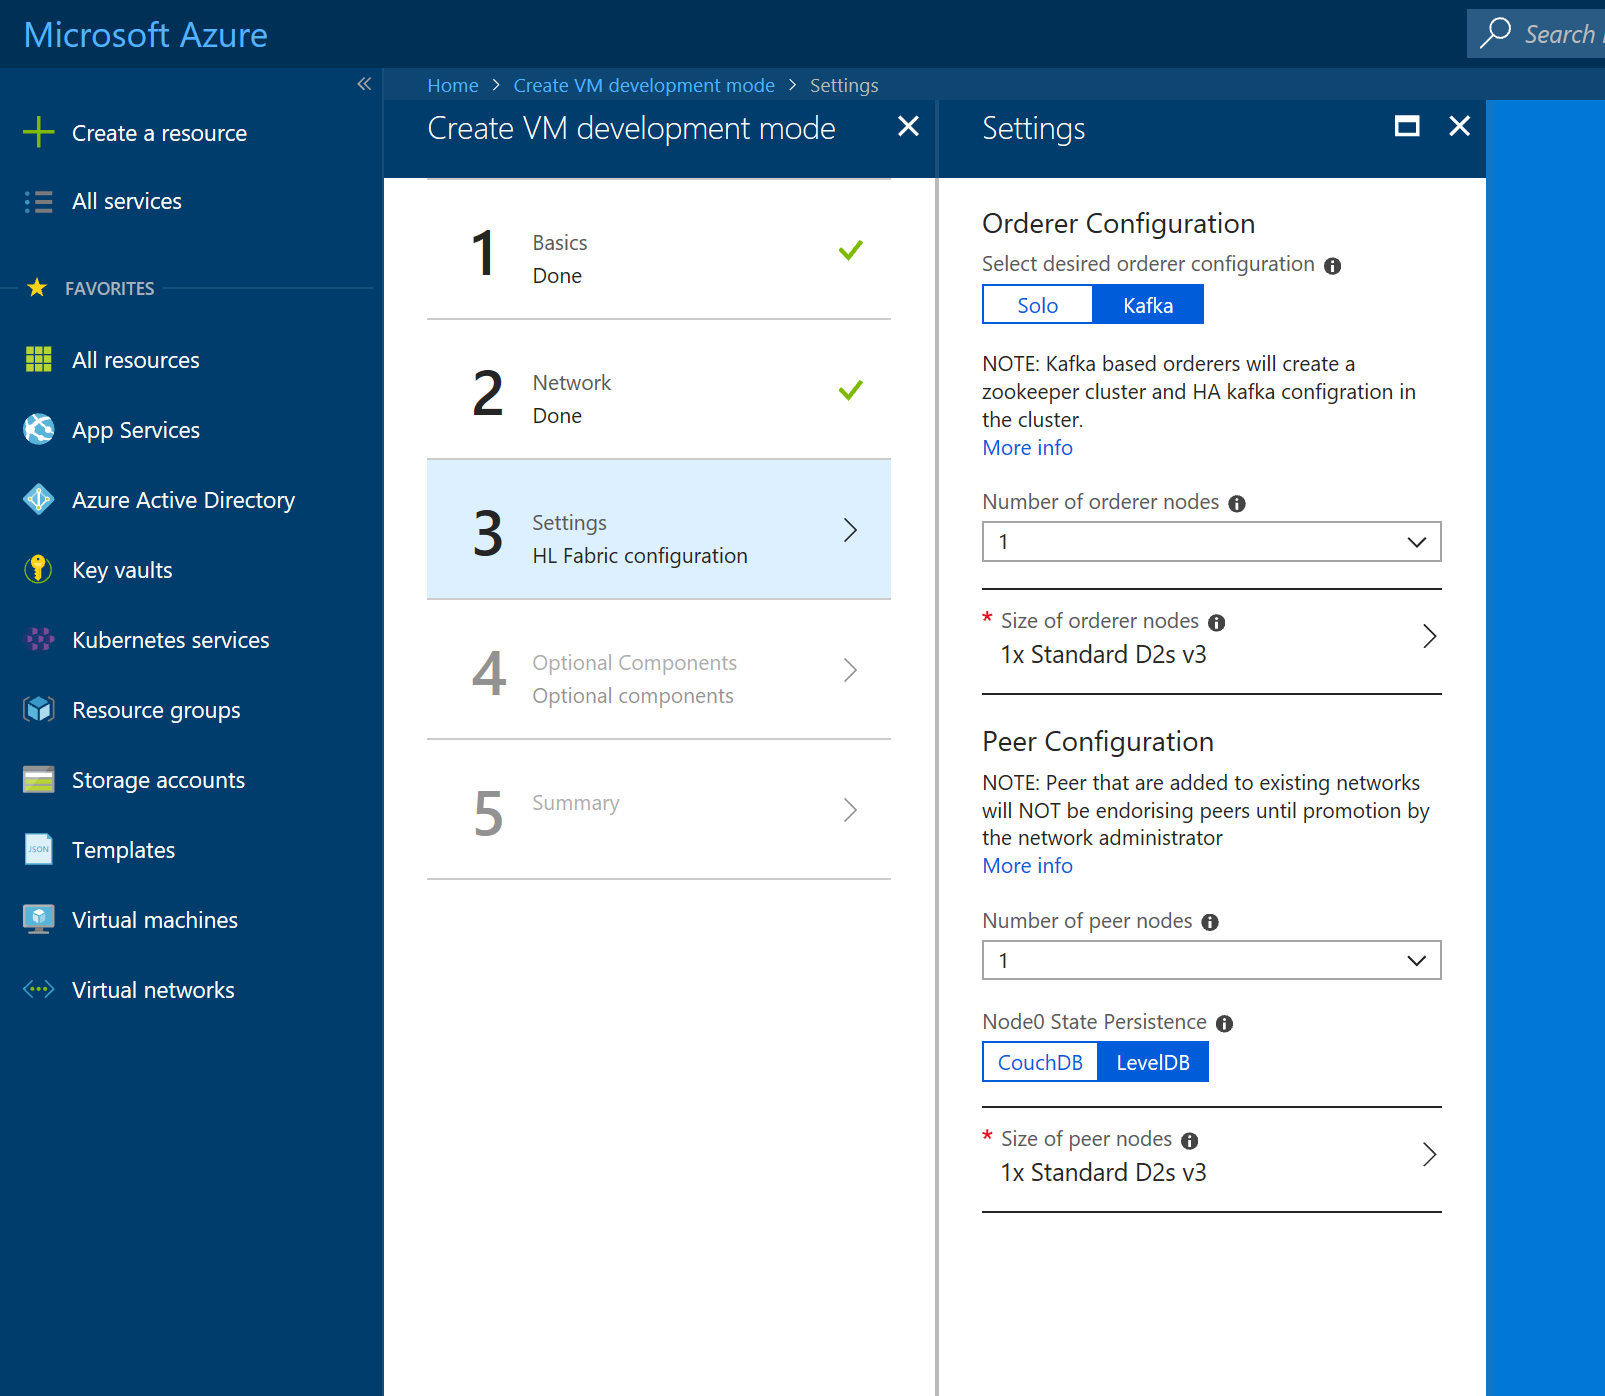 Microsoft Azure
Search
Home > Create VM development mode > Settings
Create a resource
All services
FAVORITES
All resources
App Services
Azure Active Directory
Key vaults
Kubernetes services
Resource groups
Storage accounts
JSON
Templates
Virtual machines
Virtual networks
Create VM development mode
1
Basics
Done
2
Network
Done
3
Settings
HL Fabric configuration
4
Optional Components
Optional components
5
Summary
Settings
Orderer Configuration
Select desired orderer configuration
Solo Kafka
NOTE: Kafka based orderers will create a
zookeeper cluster and HA kafka configration in
the cluster.
More info
Number of orderer nodes
1
* Size of orderer nodes
1x Standard D2s v3
Peer Configuration
NOTE: Peer that are added to existing networks
will NOT be endorising peers until promotion by
the network administrator
More info
Number of peer nodes
1
Node0 State Persistence
CouchDB LevelDB
* Size of peer nodes
1x Standard D2s v3